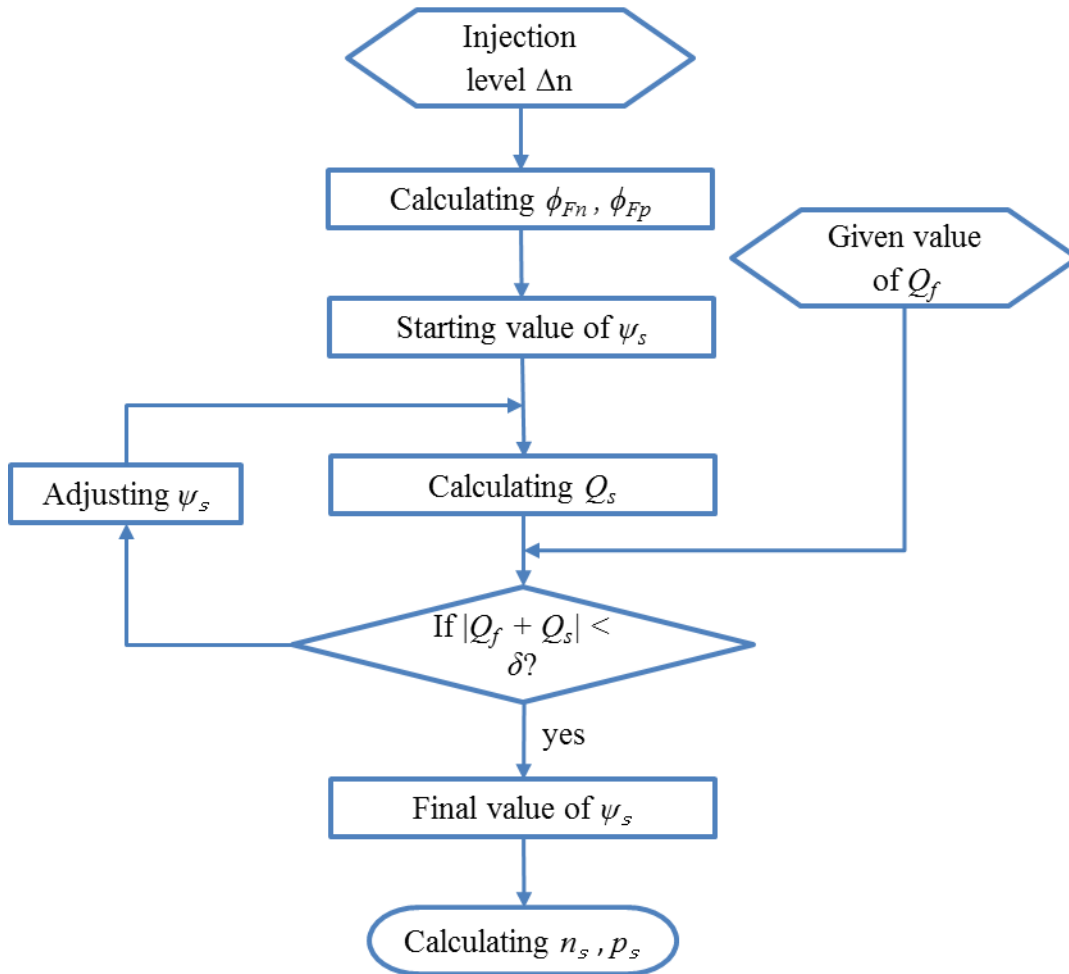 Injection
level Δn
Calculating ϕFn , ϕFp
Given value
of Qf
Starting value of ψs
Adjusting ψs
Calculating Qs
If |Qf + Qs| <
δ?
yes
Final value of ψs
Calculating ns , ps